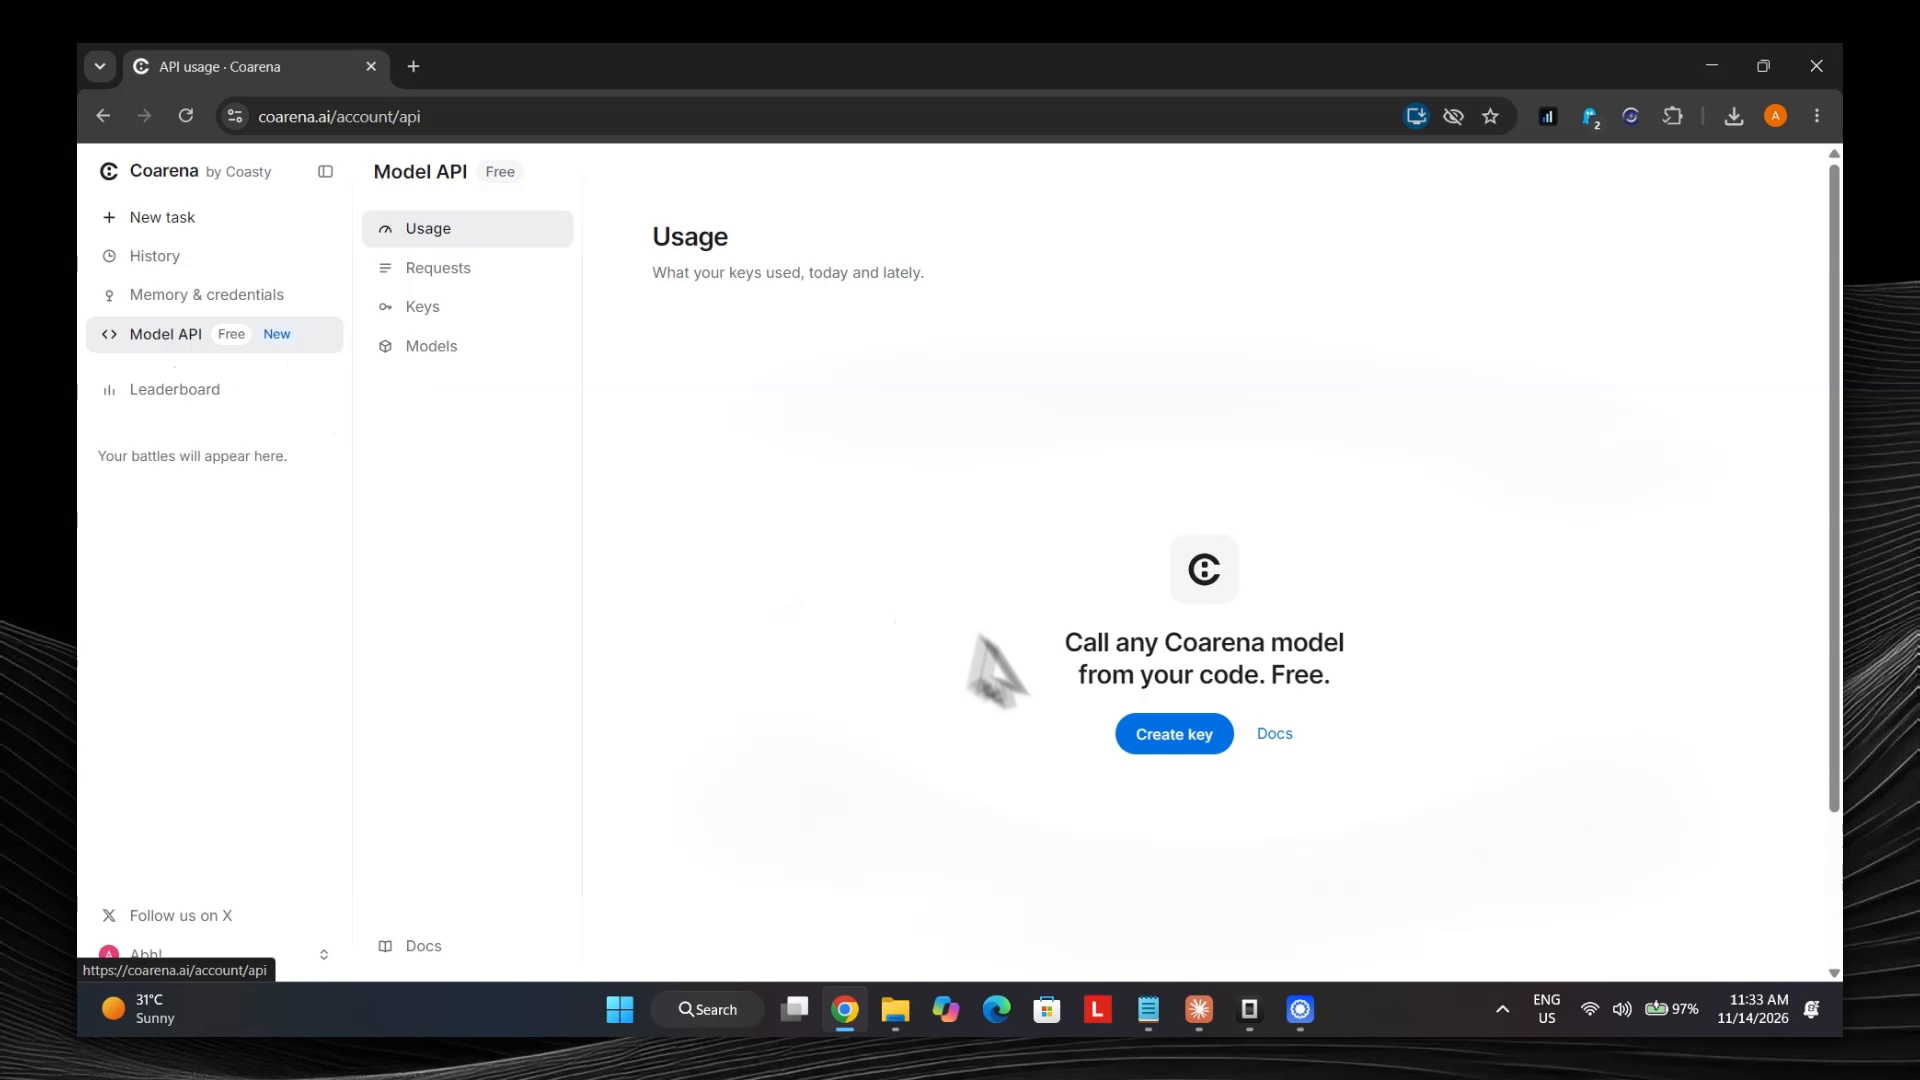 API usage · Coarena
coarena.ai/account/api
2
A
Coarena by Coasty
New task
History
Memory & credentials
Model API Free New
Leaderboard
Your battles will appear here.
Follow us on X
A Abh!
https://coarena.ai/account/api
Model API Free
Usage
Requests
Keys
Models
Docs
Usage
What your keys used, today and lately.
Call any Coarena model
from your code. Free.
Create key Docs
31°C
Sunny
Search
L
ENG
US
97%
11:33 AM
11/14/2026